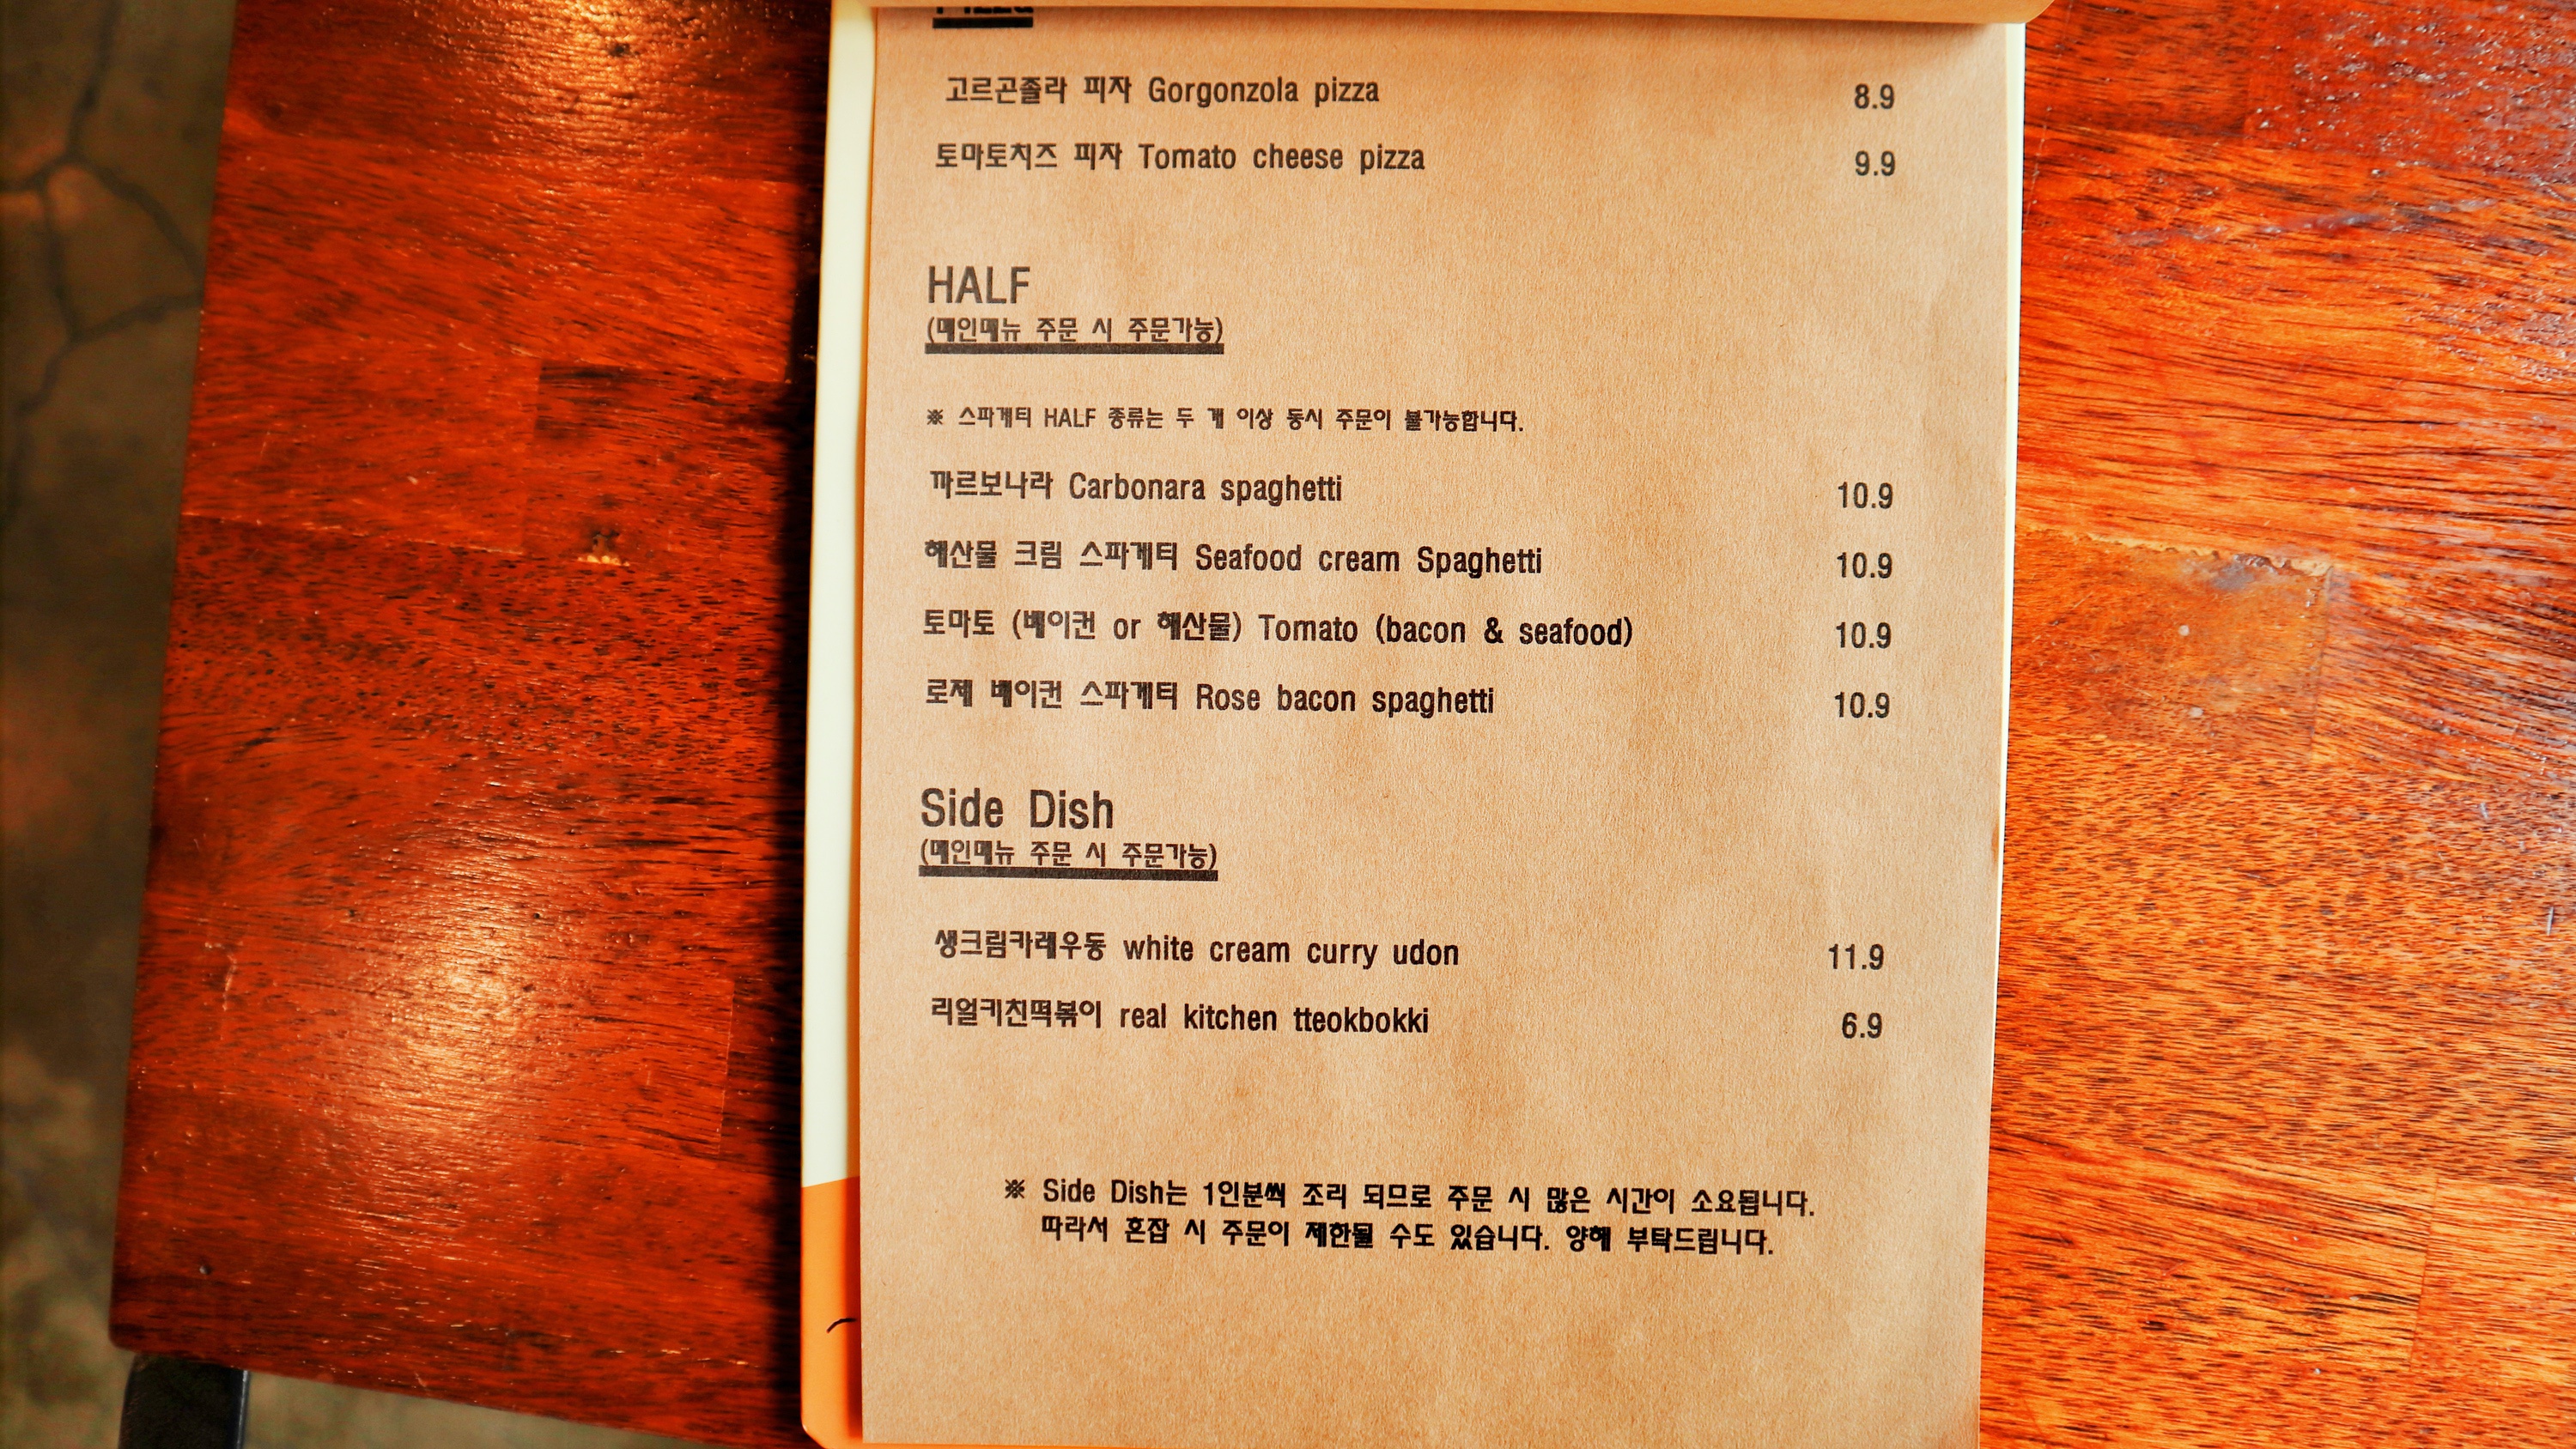 고르곤졸라 피자 Gorgonzola pizza 8.9
토마토치즈 피자 Tomato cheese pizza 9.9
HALF
(메인메뉴 주문 시 주문가능)
※ 스파게티 HALF 종류는 두 개 이상 동시 주문이 불가능합니다.
까르보나라 Carbonara spaghetti 10.9
해산물 크림 스파게티 Seafood cream Spaghetti 10.9
토마토 (베이컨 or 해산물) Tomato (bacon & seafood) 10.9
로제 베이컨 스파게티 Rose bacon spaghetti 10.9
Side Dish
(메인메뉴 주문 시 주문가능)
생크림카레우동 white cream curry udon 11.9
리얼키친떡볶이 real kitchen tteokbokki 6.9
※ Side Dish는 1인분씩 조리 되므로 주문 시 많은 시간이 소요됩니다.
따라서 혼잡 시 주문이 제한될 수도 있습니다. 양해 부탁드립니다.